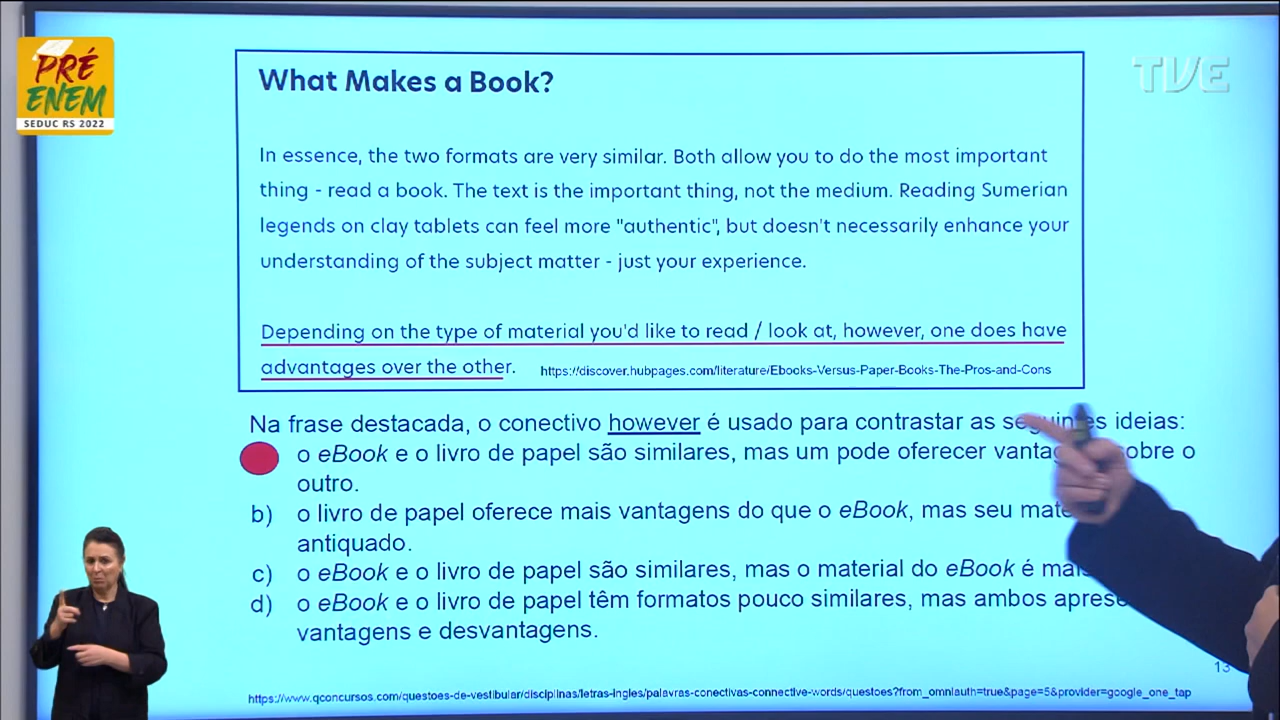 PRÉ
ENEM
SEDUC RS 2022
TVE
What Makes a Book?
In essence, the two formats are very similar. Both allow you to do the most important
thing - read a book. The text is the important thing, not the medium. Reading Sumerian
legends on clay tablets can feel more "authentic", but doesn't necessarily enhance your
understanding of the subject matter - just your experience.
Depending on the type of material you'd like to read / look at, however, one does have
advantages over the other.
https://discover.hubpages.com/literature/Ebooks-Versus-Paper-Books-The-Pros-and-Cons
Na frase destacada, o conectivo however é usado para contrastar as seguintes ideias:
o eBook e o livro de papel são similares, mas um pode oferecer sobre o
outro.
b) o livro de papel oferece mais vantagens do que o eBook, mas seu
antiquado.
c) o eBook e o livro de papel são similares, mas o material do eBook é
d) o eBook e o livro de papel têm formatos pouco similares, mas ambos
vantagens e desvantagens.
13
https://www.qconcursos.com/questoes-de-vestibular/disciplinas/letras-ingles/palavras-conectivas-connective-words/questoes?from_omniauth=true&page=5&provider=google_one_tap